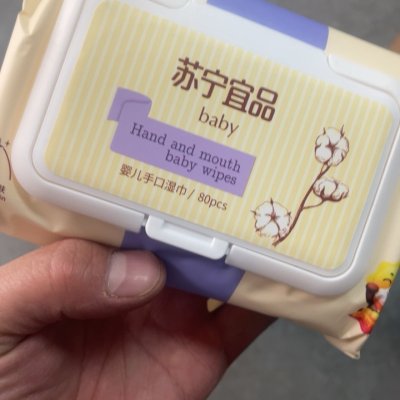 苏宁宜品
baby
Hand and mouth
baby wipes
婴儿手口湿巾 / 80pcs